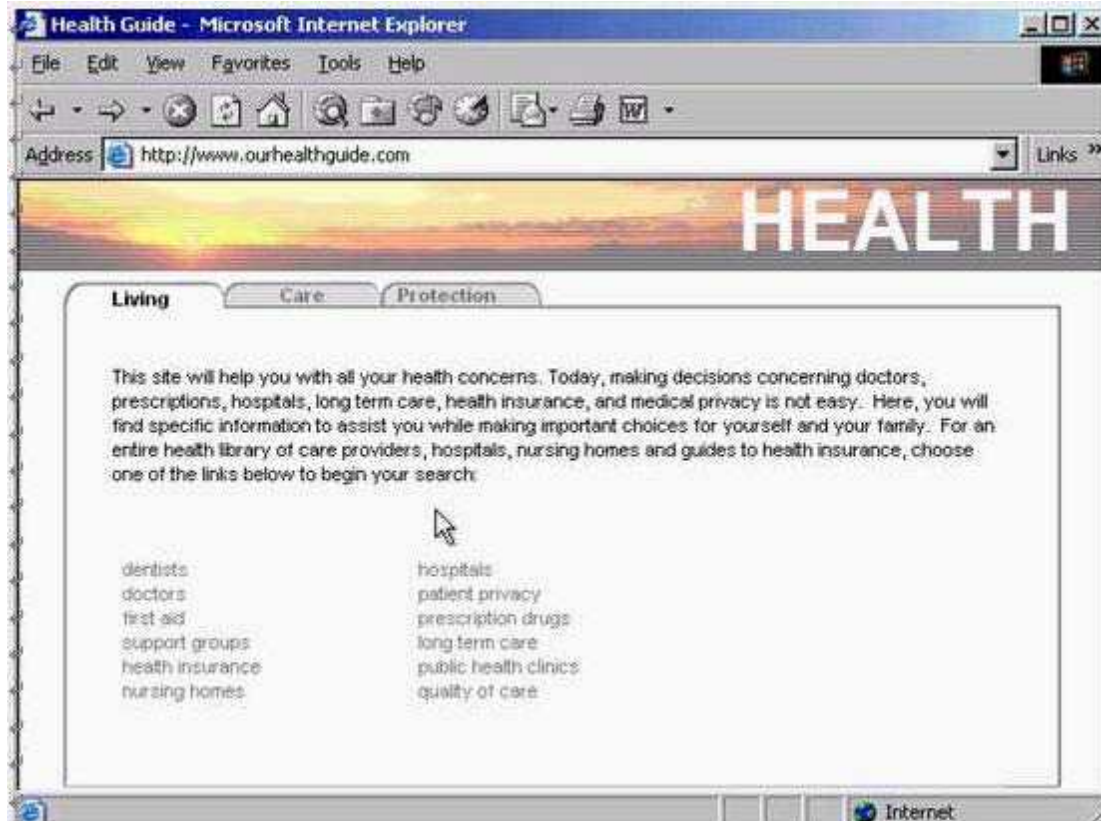 Health Guide - Microsoft Internet Explorer
File Edit View Favorites Tools Help
Address http://www.ourhealthguide.com Links »
HEALTH
Living Care Protection
This site will help you with all your health concerns. Today, making decisions concerning doctors,
prescriptions, hospitals, long term care, health insurance, and medical privacy is not easy. Here, you will
find specific information to assist you while making important choices for yourself and your family. For an
entire health library of care providers, hospitals, nursing homes and guides to health insurance, choose
one of the links below to begin your search:
dentists hospitals
doctors patient privacy
first aid prescription drugs
support groups long term care
health insurance public health clinics
nursing homes quality of care
Internet